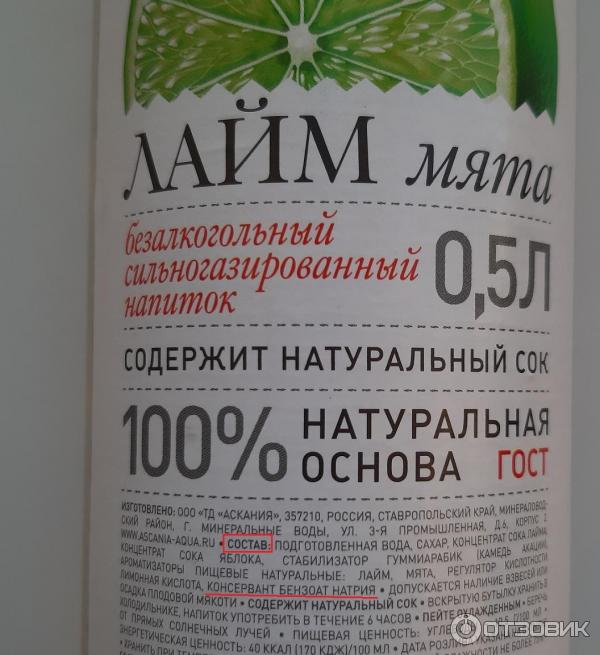 ЛАЙМ мята
безалкогольный
сильногазированный
напиток
0,5Л
СОДЕРЖИТ НАТУРАЛЬНЫЙ СОК
100% НАТУРАЛЬНАЯ
ОСНОВА ГОСТ
ИЗГОТОВЛЕНО: ООО «ТД «АСКАНИЯ», 357210, РОССИЯ, СТАВРОПОЛЬСКИЙ КРАЙ, МИНЕРАЛОВОД-
СКИЙ РАЙОН, Г. МИНЕРАЛЬНЫЕ ВОДЫ, УЛ. 3-Я ПРОМЫШЛЕННАЯ, Д.6, КОРПУС 2
WWW.ASCANIA-AQUA.RU • СОСТАВ: ПОДГОТОВЛЕННАЯ ВОДА, САХАР, КОНЦЕНТРАТ СОКА ЛАЙМА,
КОНЦЕНТРАТ СОКА ЯБЛОКА, СТАБИЛИЗАТОР ГУММИАРАБИК (КАМЕДЬ АКАЦИИ),
АРОМАТИЗАТОРЫ ПИЩЕВЫЕ НАТУРАЛЬНЫЕ: ЛАЙМ, МЯТА, РЕГУЛЯТОР КИСЛОТНОСТИ
ЛИМОННАЯ КИСЛОТА, КОНСЕРВАНТ БЕНЗОАТ НАТРИЯ • ДОПУСКАЕТСЯ НАЛИЧИЕ ВЗВЕСЕЙ ИЛИ
ОСАДКА ПЛОДОВОЙ МЯКОТИ • СОДЕРЖИТ НАТУРАЛЬНЫЙ СОК • ВСКРЫТУЮ БУТЫЛКУ ХРАНИТЬ В
ХОЛОДИЛЬНИКЕ, НАПИТОК УПОТРЕБИТЬ В ТЕЧЕНИЕ 6 ЧАСОВ • ПЕЙТЕ ОХЛАЖДЕННЫМ • БЕРЕЧЬ
ОТ ПРЯМЫХ СОЛНЕЧНЫХ ЛУЧЕЙ • ПИЩЕВАЯ ЦЕННОСТЬ: 100 МЛ
ЭНЕРГЕТИЧЕСКАЯ ЦЕННОСТЬ: 40 ККАЛ (170 КДЖ)/100 МЛ • ДАТА
ОТЗОВИК